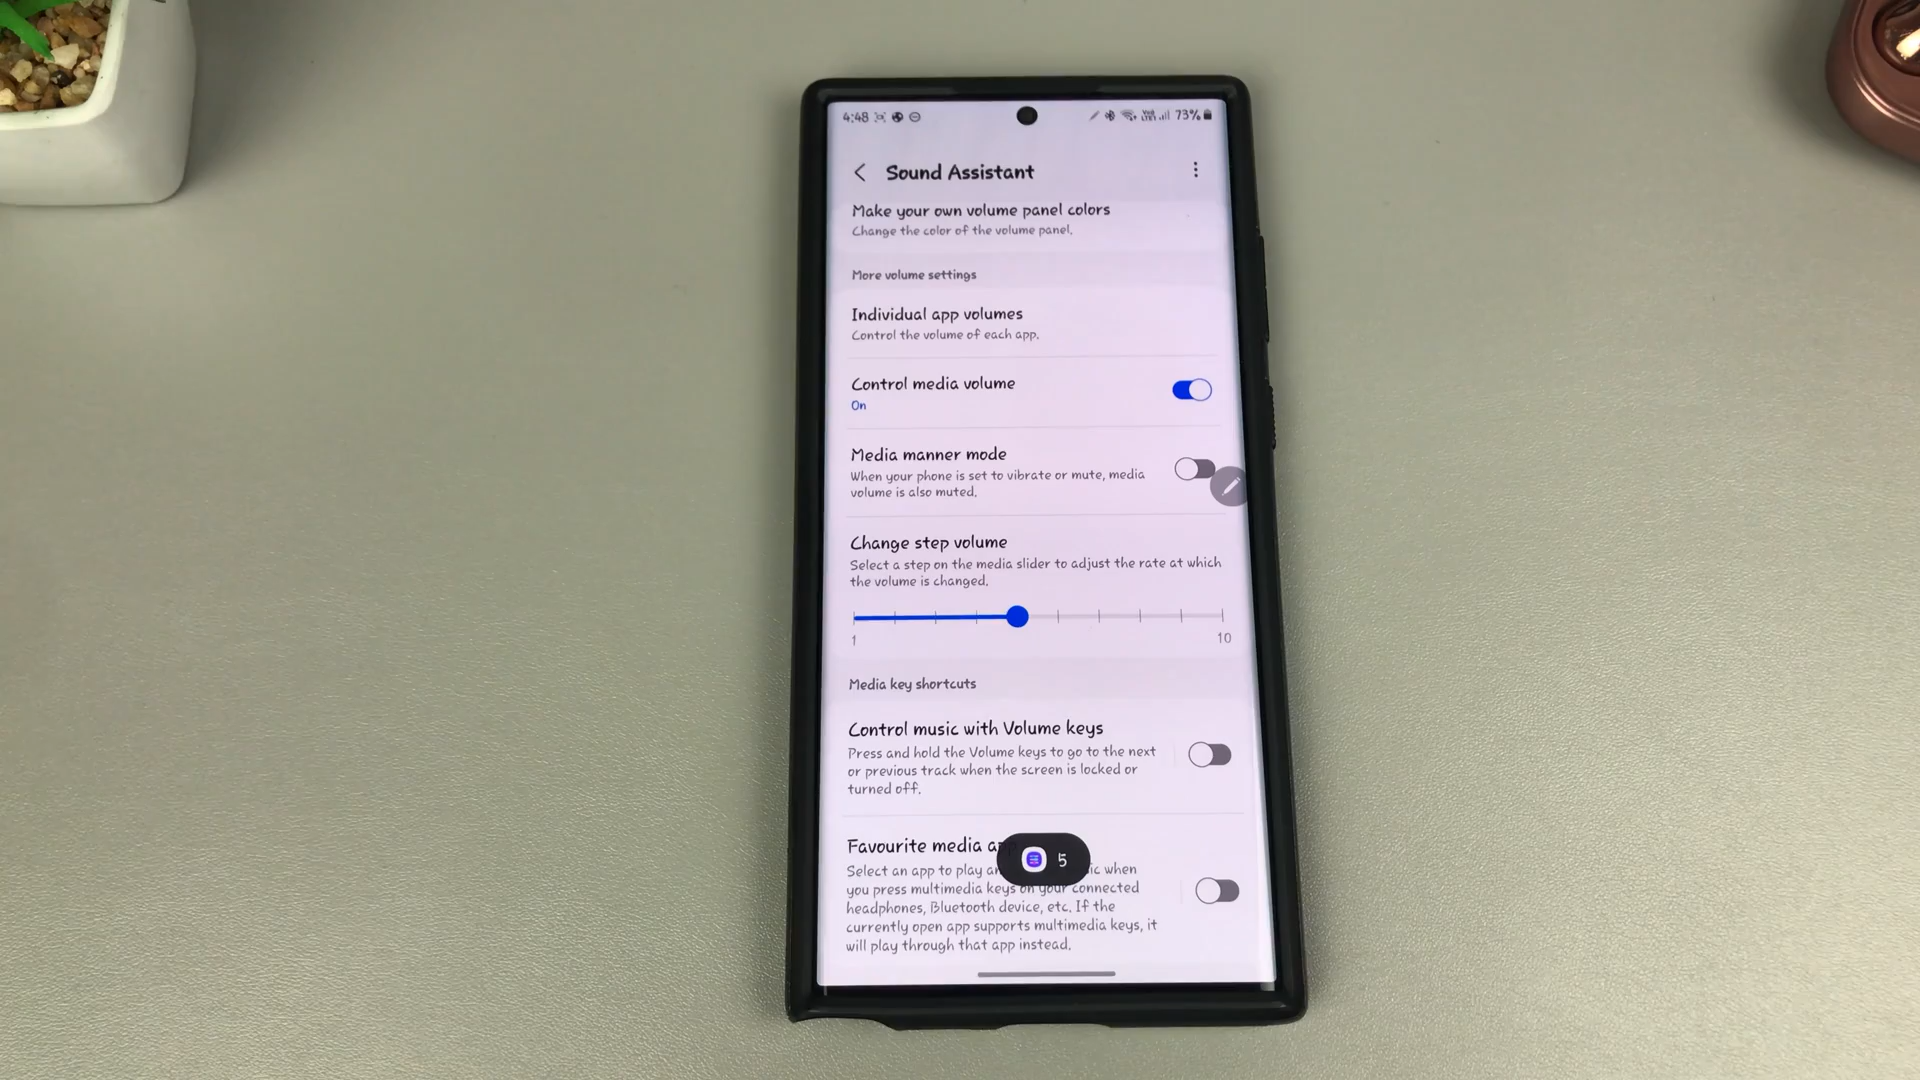 4:48
73%
Sound Assistant
Make your own volume panel colors
Change the color of the volume panel.
More volume settings
Individual app volumes
Control the volume of each app.
Control media volume
On
Media manner mode
When your phone is set to vibrate or mute, media
volume is also muted.
Change step volume
Select a step on the media slider to adjust the rate at which
the volume is changed.
1
10
Media key shortcuts
Control music with Volume keys
Press and hold the Volume keys to go to the next
or previous track when the screen is locked or
turned off.
Favourite media
5
Select an app to play when
you press multimedia keys on your connected
headphones, Bluetooth device, etc. If the
currently open app supports multimedia keys, it
will play through that app instead.